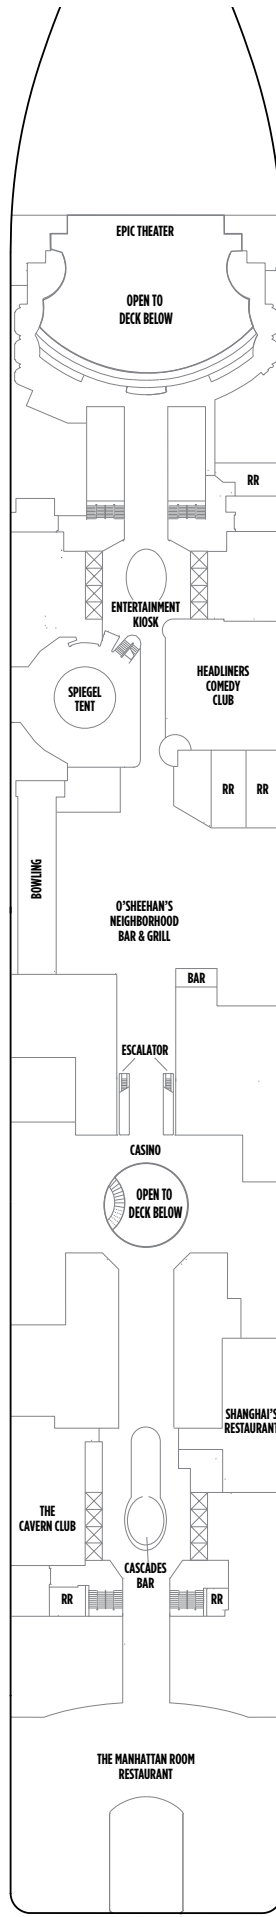 EPIC THEATER
OPEN TO
DECK BELOW
RR
ENTERTAINMENT
KIOSK
HEADLINERS
COMEDY
CLUB
SPIEGEL
TENT
RR
RR
BOWLING
O'SHEEHAN'S
NEIGHBORHOOD
BAR & GRILL
BAR
ESCALATOR
CASINO
OPEN TO
DECK BELOW
SHANGHAI'S
RESTAURANT
THE
CAVERN CLUB
CASCADES
BAR
RR
RR
THE MANHATTAN ROOM
RESTAURANT